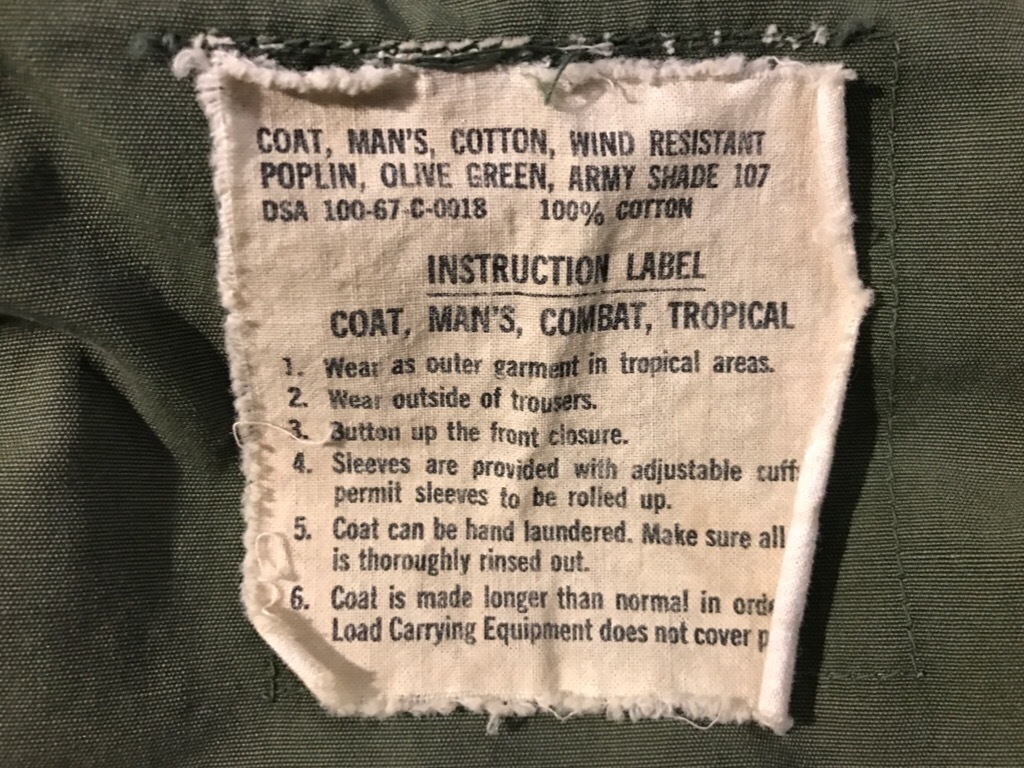 COAT, MAN'S, COTTON, WIND RESISTANT
POPLIN, OLIVE GREEN, ARMY SHADE 107
DSA 100-67-C-0018 100% COTTON
INSTRUCTION LABEL
COAT, MAN'S, COMBAT, TROPICAL
1. Wear as outer garment in tropical areas.
2. Wear outside of trousers.
3. Button up the front closure.
4. Sleeves are provided with adjustable cuff
permit sleeves to be rolled up.
5. Coat can be hand laundered. Make sure all
is thoroughly rinsed out.
6. Coat is made longer than normal in
Load Carrying Equipment does not cover